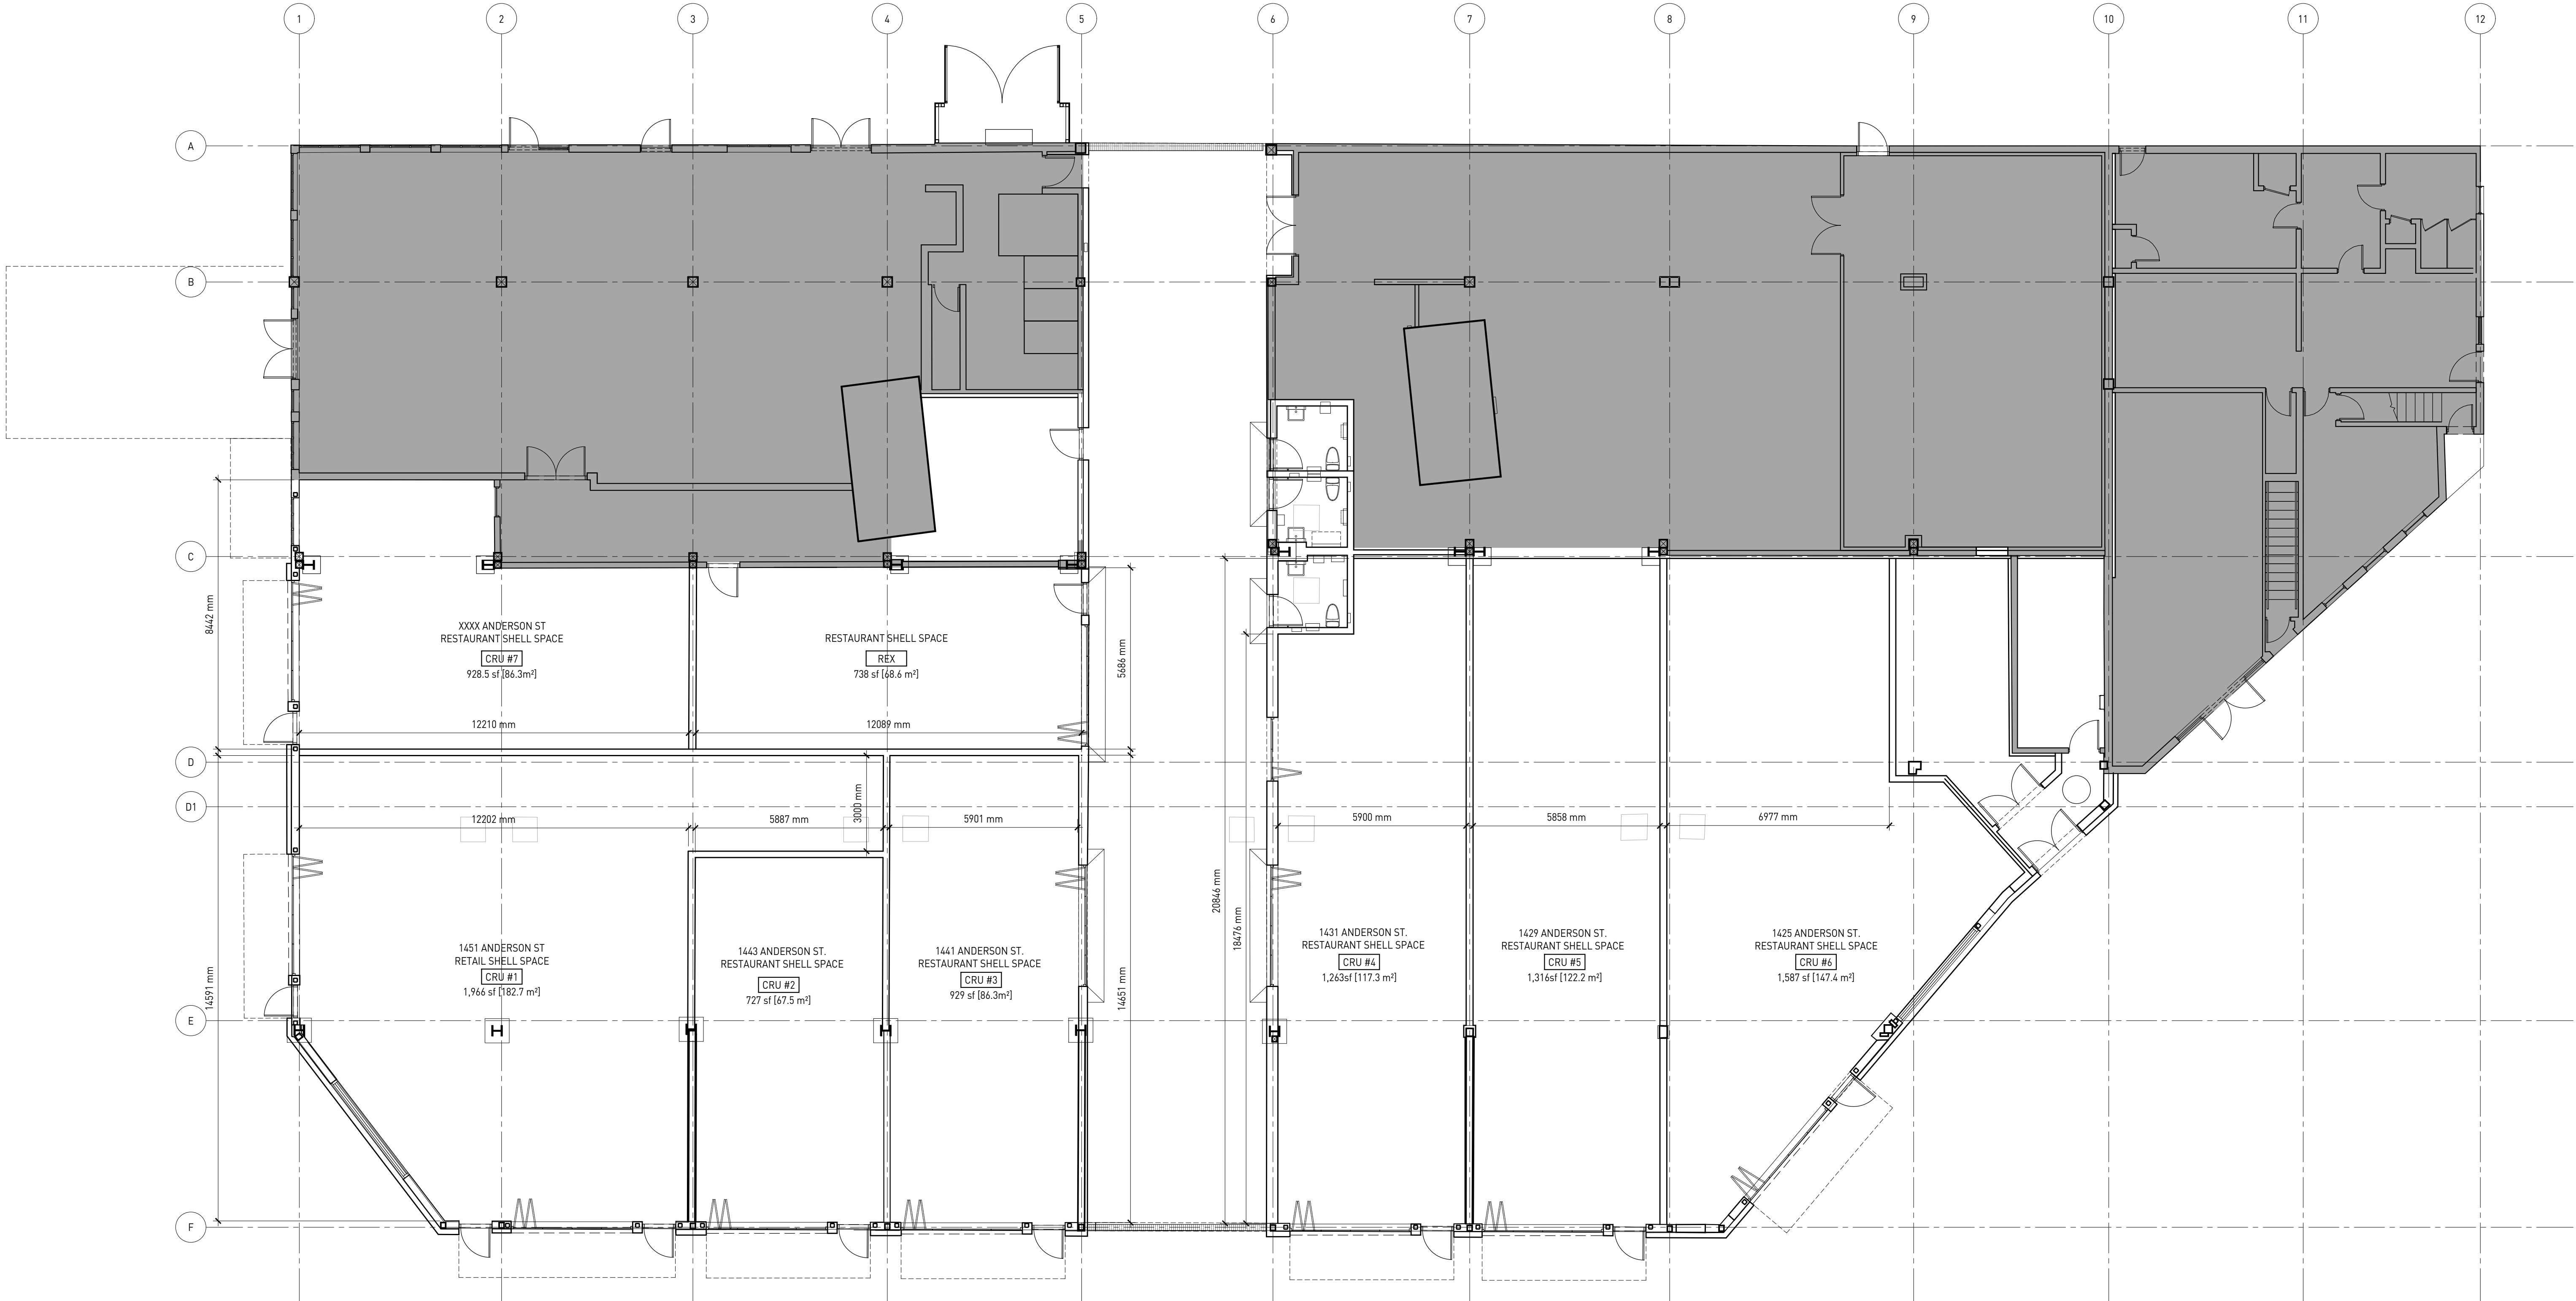 1
2
3
4
5
6
7
8
9
10
11
12
A
B
C
D
D1
E
F
XXXX ANDERSON ST
RESTAURANT SHELL SPACE
CRU #7
928.5 sf [86.3m²]
RESTAURANT SHELL SPACE
REX
738 sf [68.6 m²]
8442 mm
5686 mm
12210 mm
12089 mm
3000 mm
12202 mm
5887 mm
5901 mm
5900 mm
5858 mm
6977 mm
208446 mm
18476 mm
14591 mm
14651 mm
1451 ANDERSON ST
RETAIL SHELL SPACE
CRU #1
1,966 sf [182.7 m²]
1443 ANDERSON ST.
RESTAURANT SHELL SPACE
CRU #2
727 sf [67.5 m²]
1441 ANDERSON ST.
RESTAURANT SHELL SPACE
CRU #3
929 sf [86.3m²]
1431 ANDERSON ST.
RESTAURANT SHELL SPACE
CRU #4
1,263sf [117.3 m²]
1429 ANDERSON ST.
RESTAURANT SHELL SPACE
CRU #5
1,316sf [122.2 m²]
1425 ANDERSON ST.
RESTAURANT SHELL SPACE
CRU #6
1,587 sf [147.4 m²]